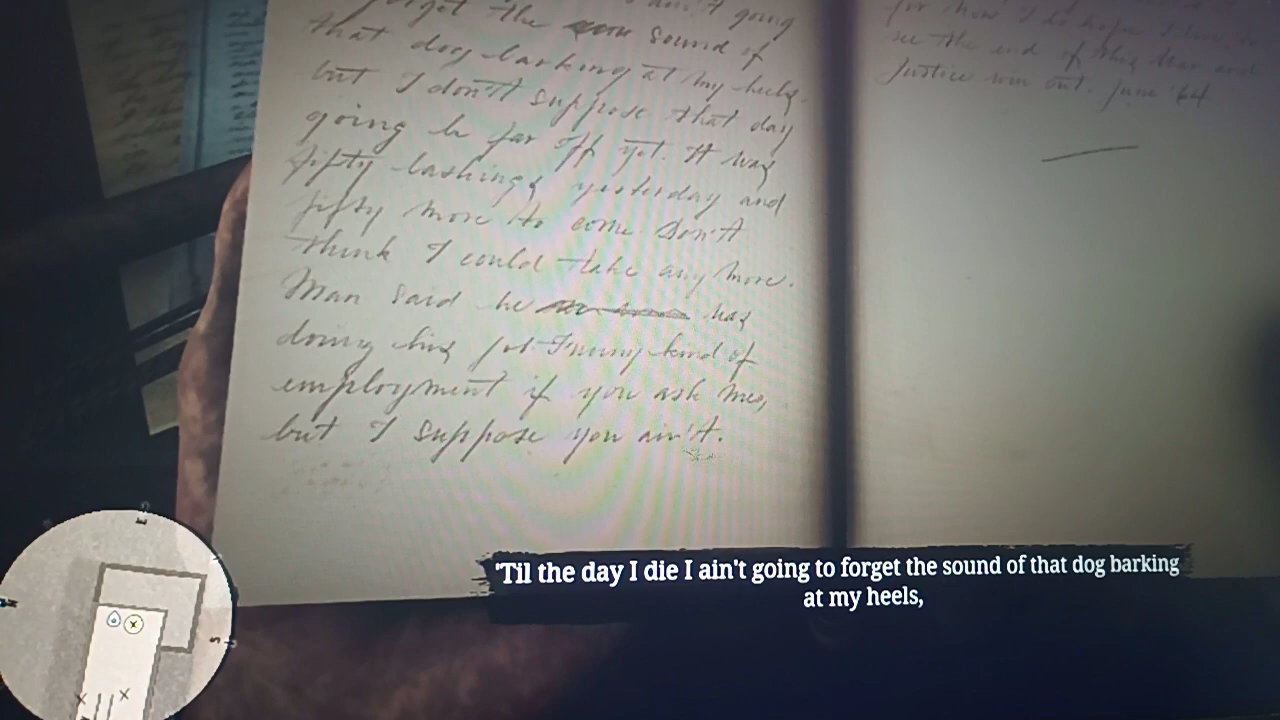 forget the sound of
that dog barking at my heels,
but I don't suppose that day
going be far off yet. It was
fifty lashings yesterday and
fifty more to come. Don't
think I could take any more.
Man said he has
doing his job. Funny kind of
employment if you ask me,
but I suppose you ain't.
see the end of this War and
Justice win out. June '64
'Til the day I die I ain't going to forget the sound of that dog barking
at my heels,